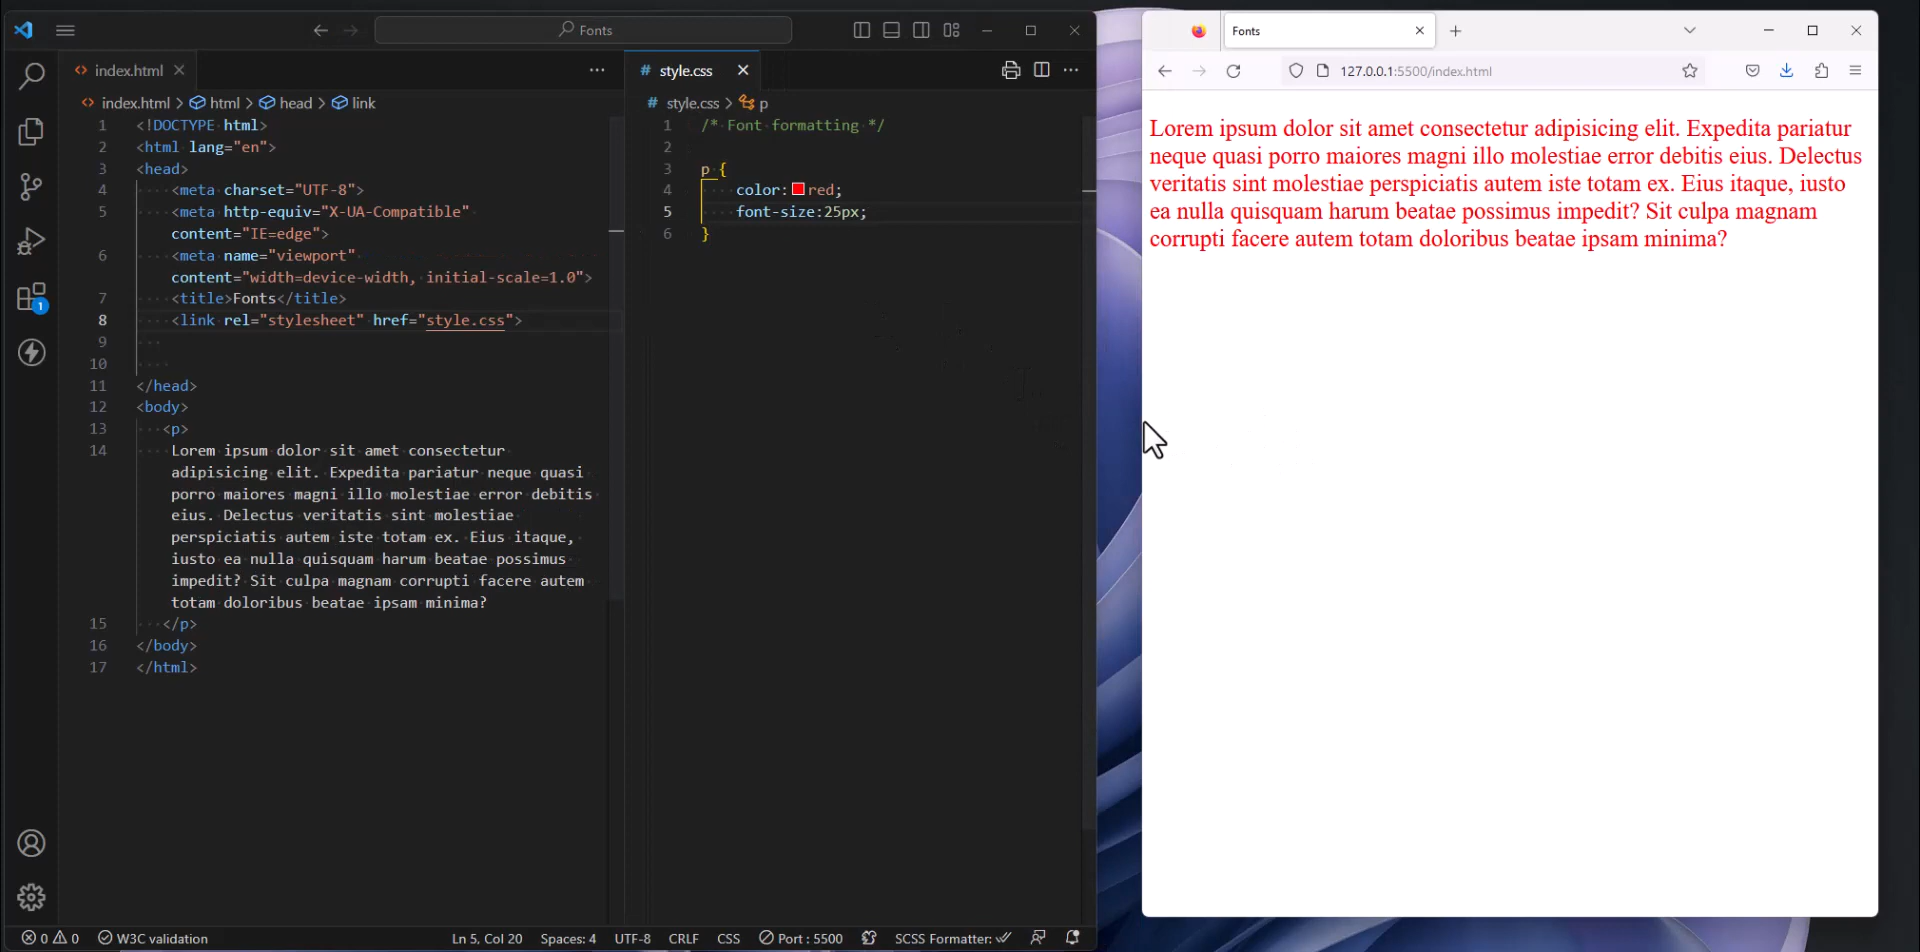 Fonts
index.html
index.html > html > head > link
1 <!DOCTYPE html>
2 <html lang="en">
3 <head>
4 <meta charset="UTF-8">
5 <meta http-equiv="X-UA-Compatible"
content="IE=edge">
6 <meta name="viewport"
content="width=device-width, initial-scale=1.0">
7 <title>Fonts</title>
8 <link rel="stylesheet" href="style.css">
9
10
11 </head>
12 <body>
13 <p>
14 Lorem ipsum dolor sit amet consectetur
adipisicing elit. Expedita pariatur neque quasi
porro maiores magni illo molestiae error debitis
eius. Delectus veritatis sint molestiae
perspiciatis autem iste totam ex. Eius itaque,
iusto ea nulla quisquam harum beatae possimus
impedit? Sit culpa magnam corrupti facere autem
totam doloribus beatae ipsam minima?
15 </p>
16 </body>
17 </html>
1
# style.css
# style.css > p
1 /* Font formatting */
2
3 p {
4 color: red;
5 font-size:25px;
6 }
0 0 W3C validation Ln 5, Col 20 Spaces: 4 UTF-8 CRLF CSS Port : 5500 SCSS Formatter:
Fonts
127.0.0.1:5500/index.html
Lorem ipsum dolor sit amet consectetur adipisicing elit. Expedita pariatur
neque quasi porro maiores magni illo molestiae error debitis eius. Delectus
veritatis sint molestiae perspiciatis autem iste totam ex. Eius itaque, iusto
ea nulla quisquam harum beatae possimus impedit? Sit culpa magnam
corrupti facere autem totam doloribus beatae ipsam minima?